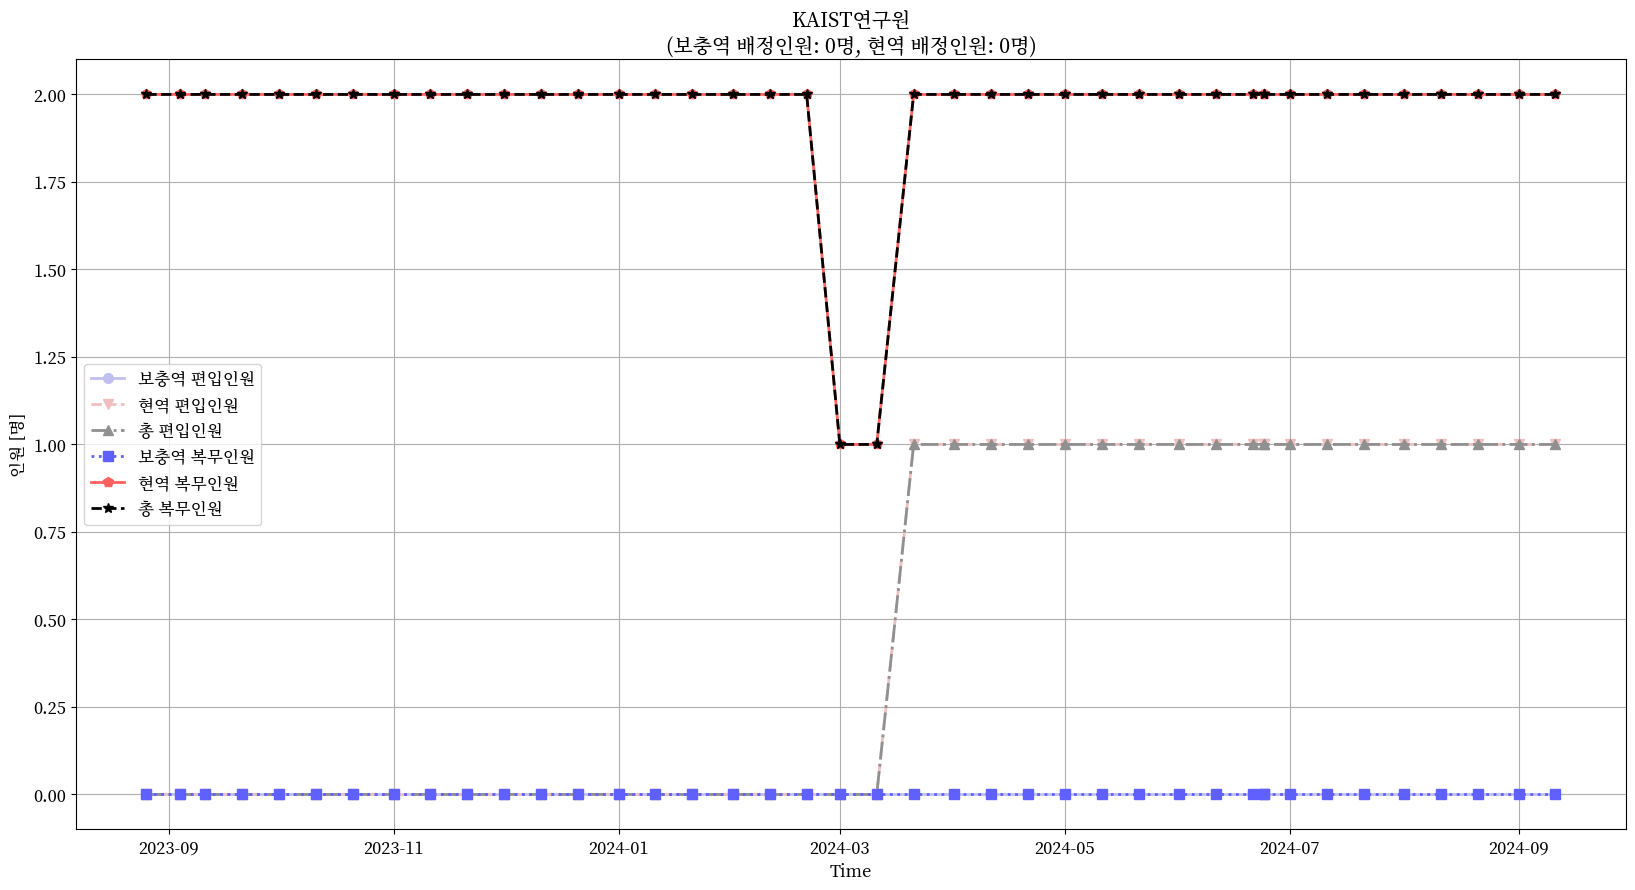 KAIST연구원
(보충역 배정인원: 0명, 현역 배정인원: 0명)
2.00
1.75
1.50
1.25
1.00
0.75
0.50
0.25
0.00
인원 [명]
보충역 편입인원
현역 편입인원
총 편입인원
보충역 복무인원
현역 복무인원
총 복무인원
2023-09
2023-11
2024-01
2024-03
2024-05
2024-07
2024-09
Time